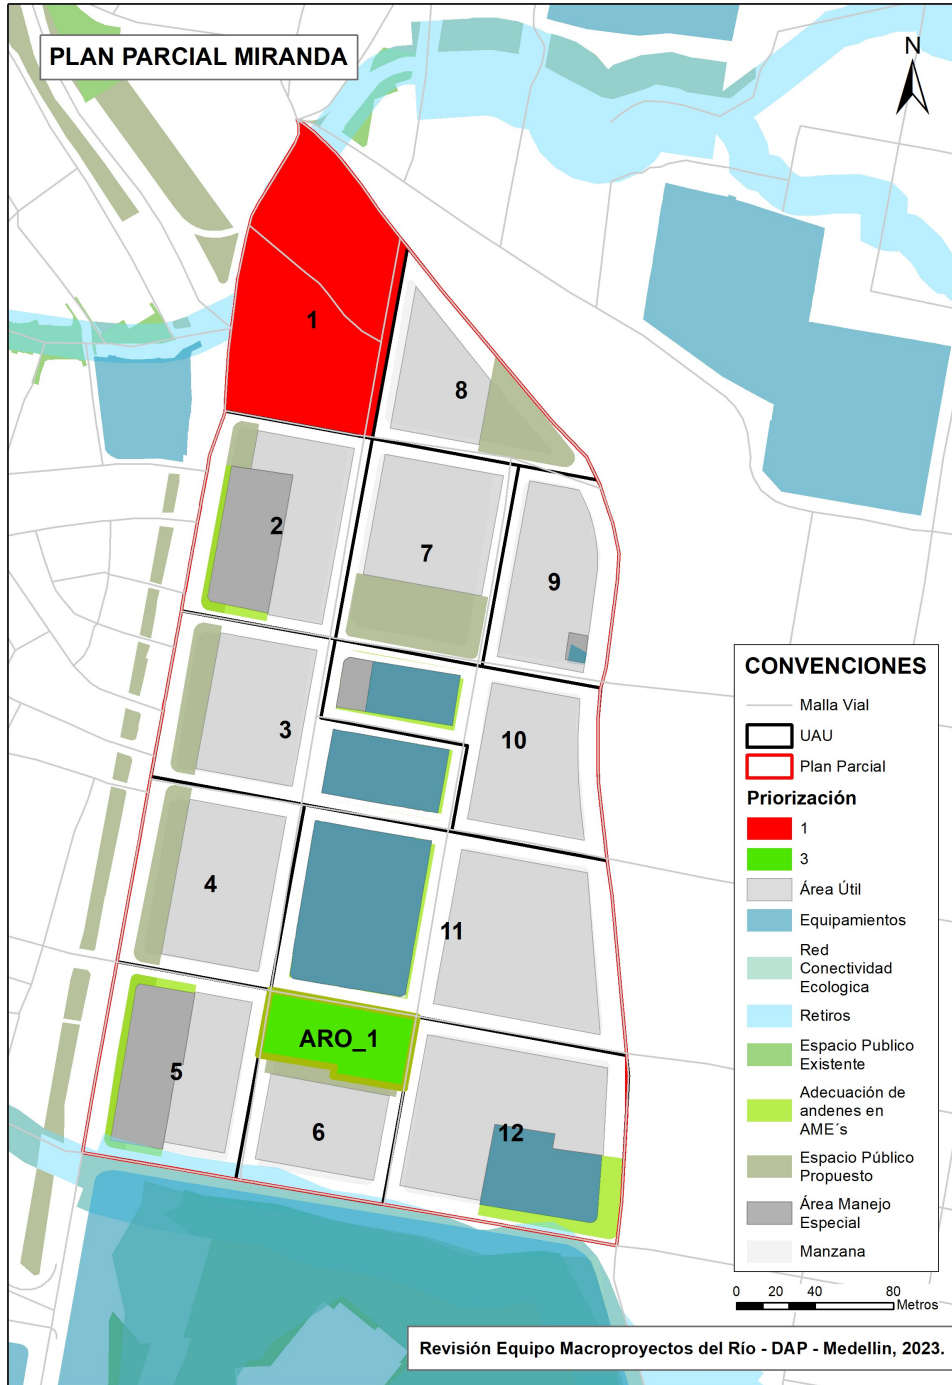 PLAN PARCIAL MIRANDA
N
1
8
2
7
9
3
10
4
11
ARO_1
5
6
12
CONVENCIONES
Malla Vial
UAU
Plan Parcial
Priorización
1
3
Área Útil
Equipamientos
Red
Conectividad
Ecologica
Retiros
Espacio Publico
Existente
Adecuación de
andenes en
AME´s
Espacio Público
Propuesto
Área Manejo
Especial
Manzana
0 20 40 80
Metros
Revisión Equipo Macroproyectos del Río - DAP - Medellin, 2023.